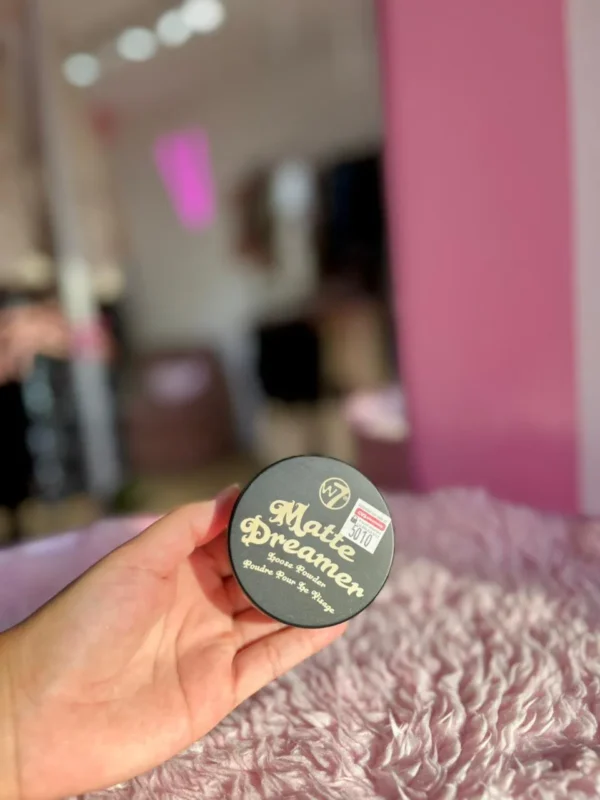 W7
Matte
Dreamer
Loose Powder
Poudre Pour Le Visage
5010